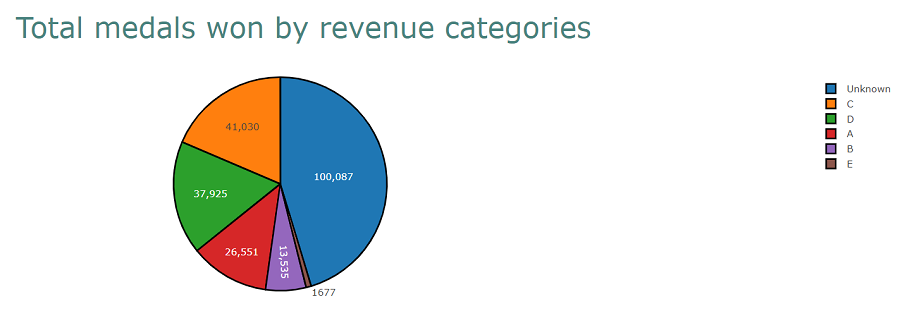 Total medals won by revenue categories
Unknown
C
D
A
B
E
41,030
100,087
37,925
26,551
13,535
1677